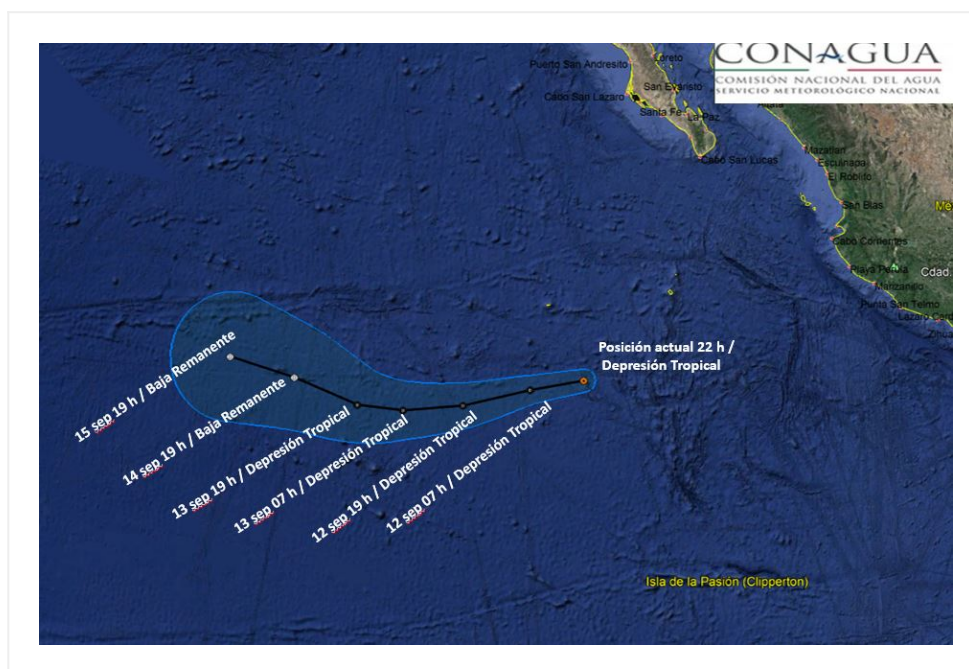 CONAGUA
COMISIÓN NACIONAL DEL AGUA
SERVICIO METEOROLÓGICO NACIONAL
Loreto
Puerto San Andresito
San Evaristo
Cabo San Lazaro
Santa Fe
La Paz
Mazatlan
Cabo San Lucas
Escuinapa
El Roblito
San Blas
Cabo Corrientes
Playa Perula
Cdad.
Manzanillo
Punta San Telmo
Posición actual 22 h /
Depresión Tropical
15 sep 19 h / Baja Remanente
14 sep 19 h / Baja Remanente
13 sep 19 h / Depresión Tropical
13 sep 07 h / Depresión Tropical
12 sep 19 h / Depresión Tropical
12 sep 07 h / Depresión Tropical
Isla de la Pasión (Clipperton)